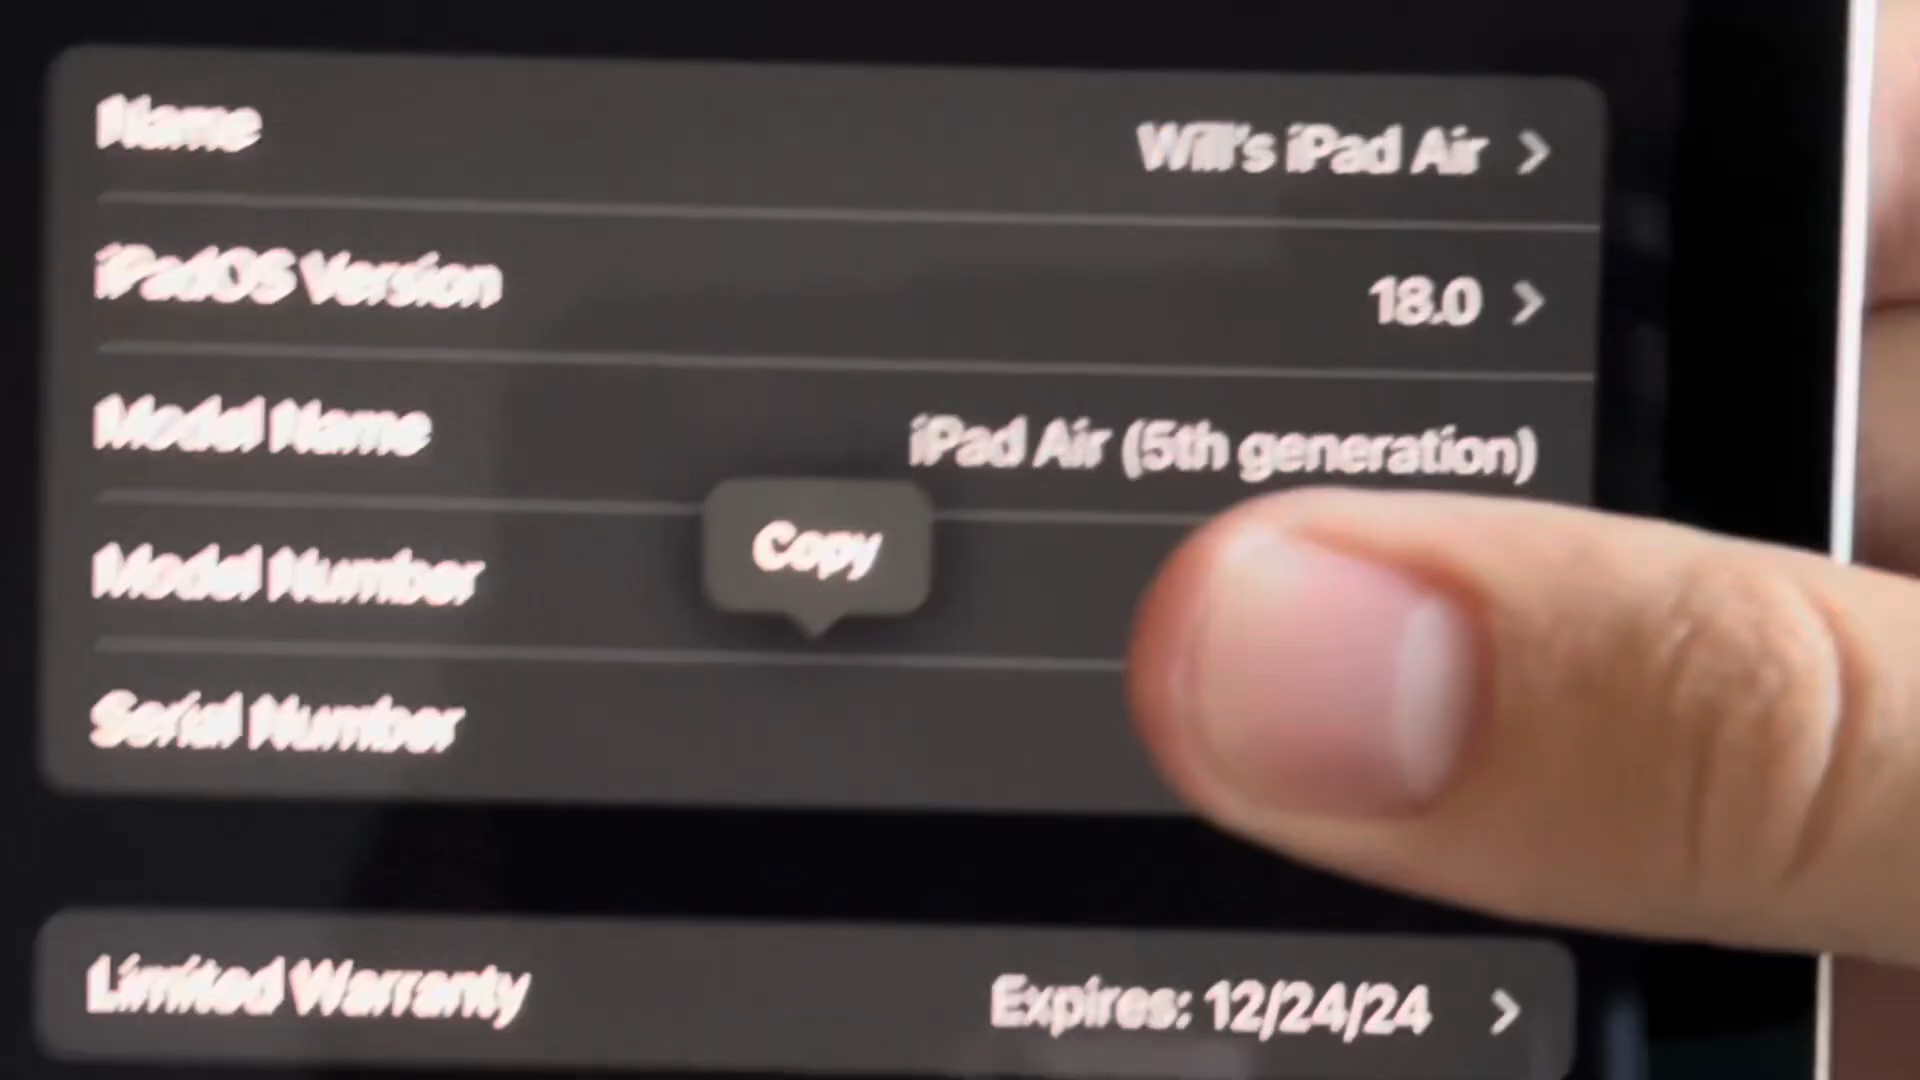 Name
Will's iPad Air
iPadOS Version
18.0
Model Name
iPad Air (5th generation)
Copy
Model Number
Serial Number
Limited Warranty
Expires: 12/24/24